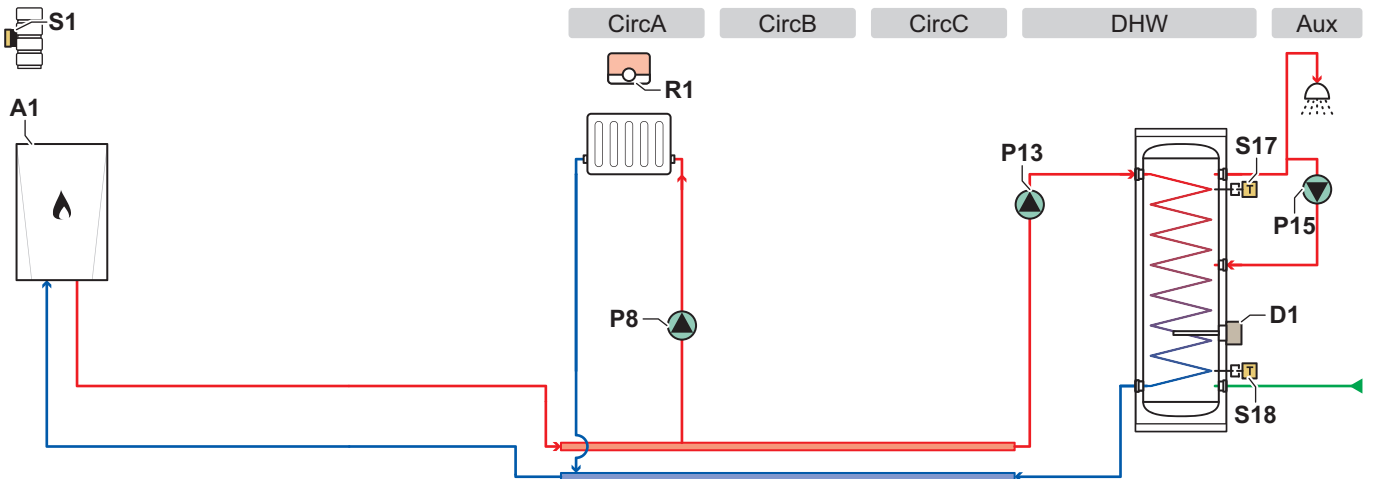 S1
CircA CircB CircC DHW Aux
R1
A1
P13
S17
P15
P8
D1
S18
T
T